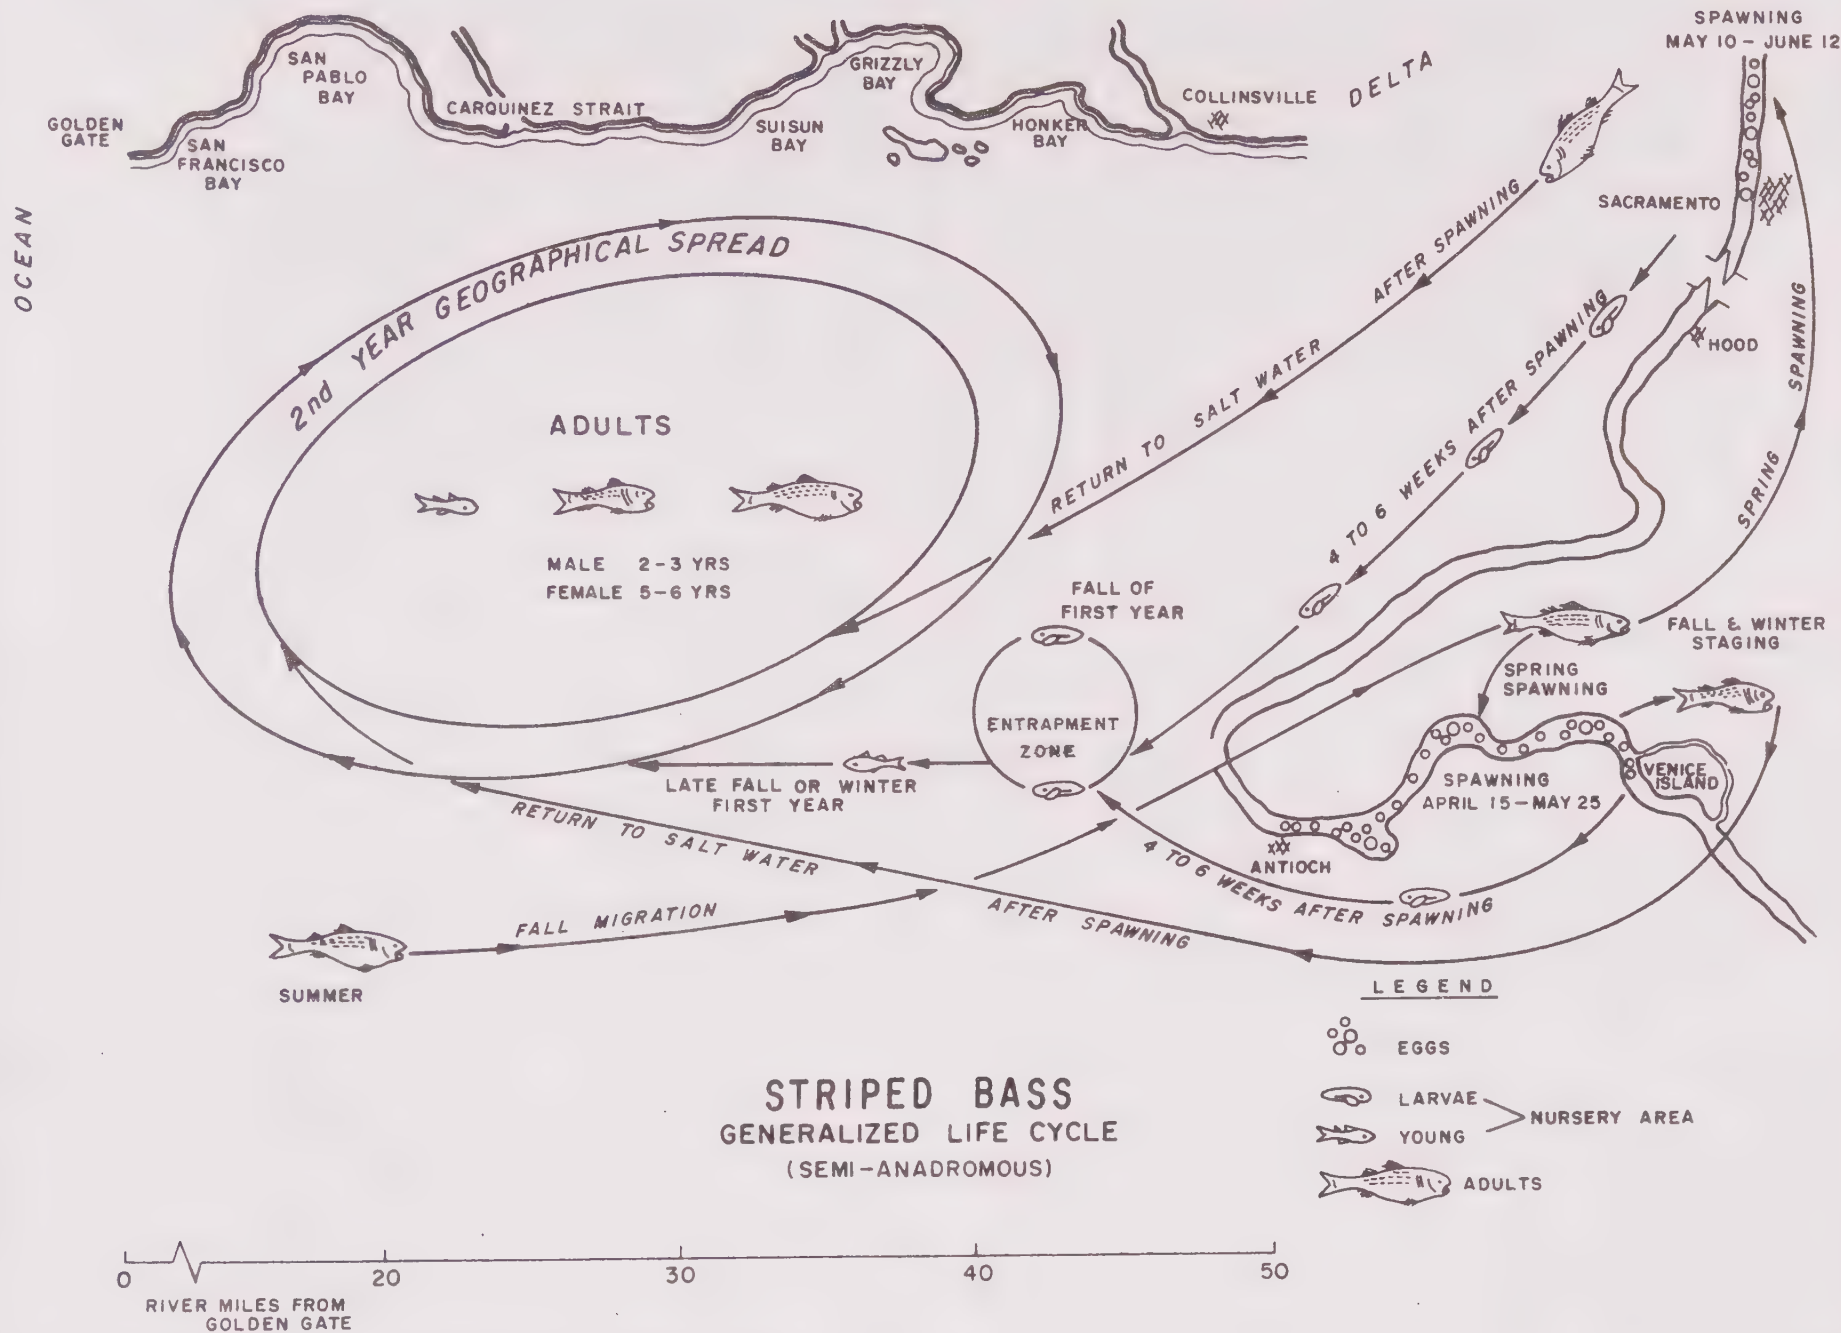 SPAWNING
MAY 10 - JUNE 12
SAN
PABLO
BAY
GRIZZLY
BAY
DELTA
COLLINSVILLE
CARQUINEZ STRAIT
GOLDEN
GATE
SUISUN
BAY
HONKER
BAY
SAN
FRANCISCO
BAY
SACRAMENTO
OCEAN
2nd YEAR GEOGRAPHICAL SPREAD
AFTER SPAWNING
RETURN TO SALT WATER
HOOD
4 TO 6 WEEKS AFTER SPAWNING
SPRING SPAWNING
ADULTS
MALE 2-3 YRS
FEMALE 5-6 YRS
FALL OF
FIRST YEAR
FALL & WINTER
STAGING
SPRING
SPAWNING
ENTRAPMENT
ZONE
VENICE
ISLAND
SPAWNING
APRIL 15-MAY 25
LATE FALL OR WINTER
FIRST YEAR
RETURN TO SALT WATER
ANTIOCH
4 TO 6 WEEKS AFTER SPAWNING
FALL MIGRATION
AFTER SPAWNING
SUMMER
LEGEND
EGGS
LARVAE
NURSERY AREA
YOUNG
ADULTS
STRIPED BASS
GENERALIZED LIFE CYCLE
(SEMI-ANADROMOUS)
0 20 30 40 50
RIVER MILES FROM
GOLDEN GATE